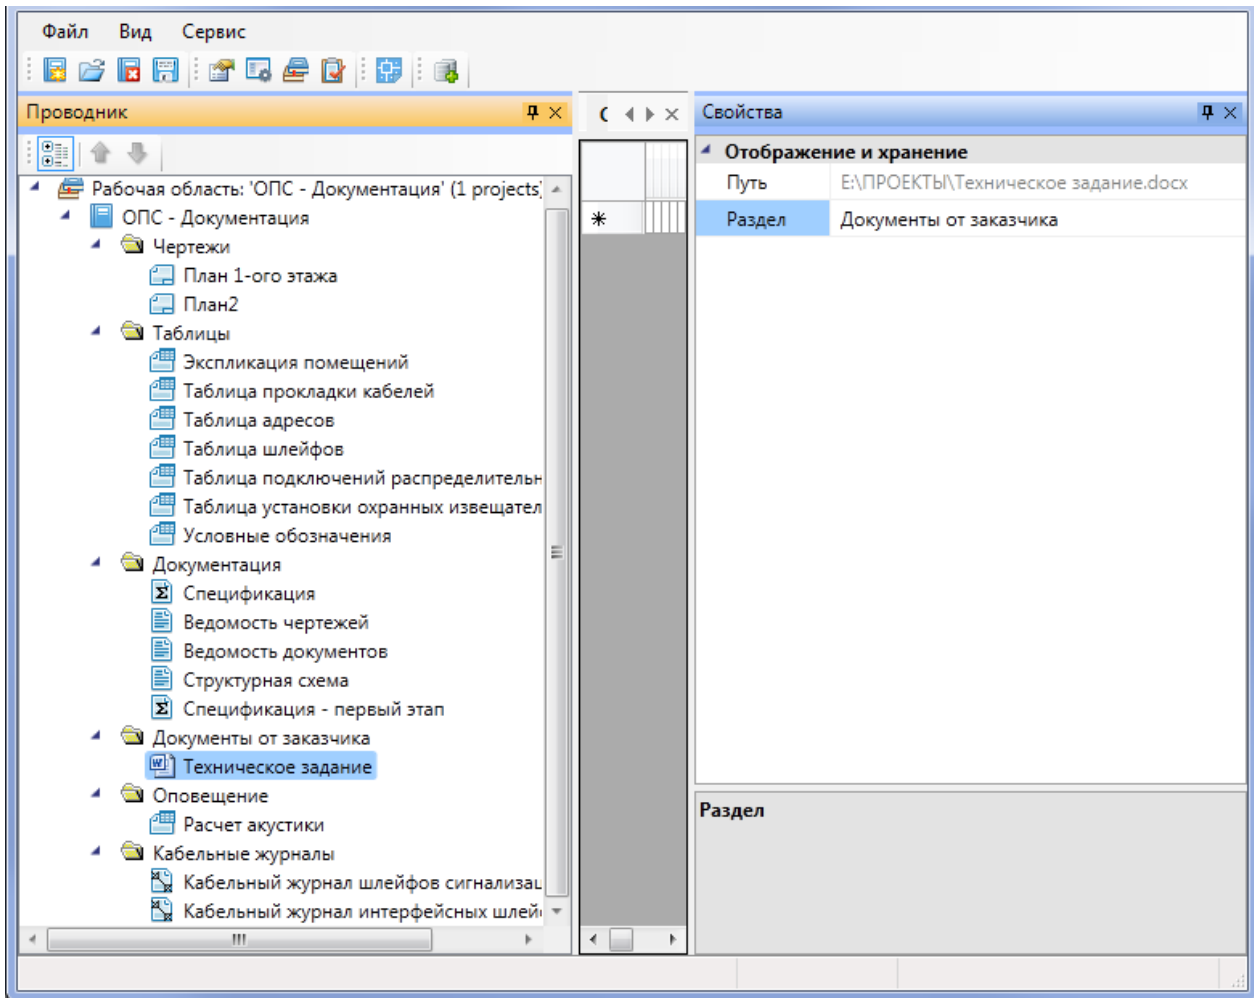 Файл Вид Сервис
Проводник
Рабочая область: 'ОПС - Документация' (1 projects)
ОПС - Документация
Чертежи
План 1-ого этажа
План2
Таблицы
Экспликация помещений
Таблица прокладки кабелей
Таблица адресов
Таблица шлейфов
Таблица подключений распределительн
Таблица установки охранных извещател
Условные обозначения
Документация
Спецификация
Ведомость чертежей
Ведомость документов
Структурная схема
Спецификация - первый этап
Документы от заказчика
Техническое задание
Оповещение
Расчет акустики
Кабельные журналы
Кабельный журнал шлейфов сигнализац
Кабельный журнал интерфейсных шлей
Свойства
Отображение и хранение
Путь E:\ПРОЕКТЫ\Техническое задание.docx
Раздел Документы от заказчика
Раздел